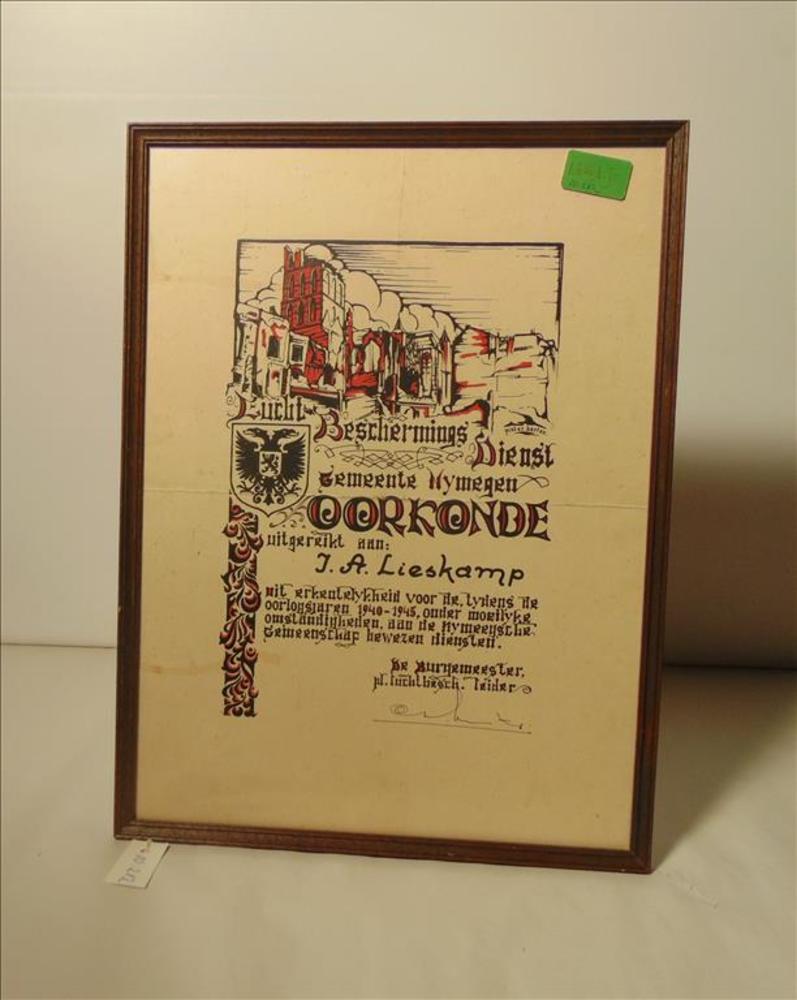 Lucht-
Beschermings
Dienst
Gemeente Nymegen
OORKONDE
uitgereikt aan:
J. A. Lieskamp
uit erkentelykheid voor de, tydens de
oorlogsjaren 1940-1945, onder moeilyke
omstandigheden, aan de Nymeegsche
Gemeenschap bewezen diensten.
De Burgemeester,
pl. luchtbesch. leider